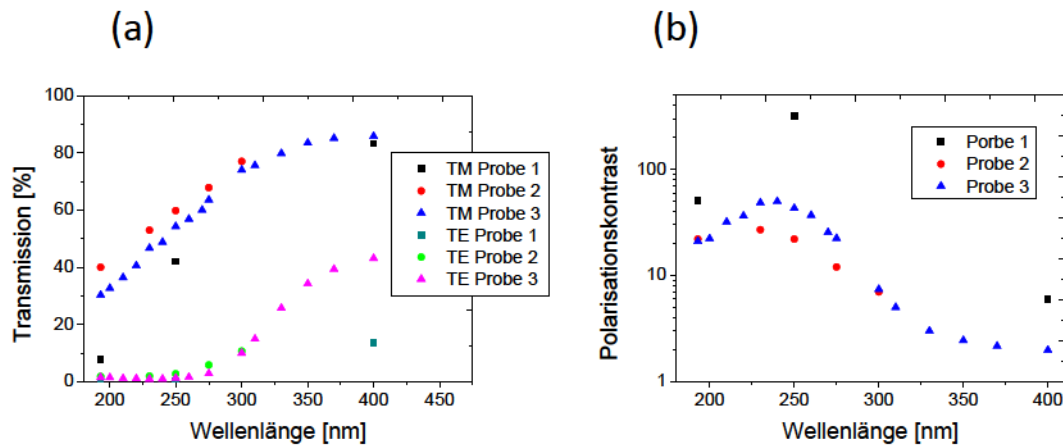 (a)
(b)
100
80
60
40
20
0
Transmission [%]
200
250
300
350
400
450
Wellenlänge [nm]
TM Probe 1
TM Probe 2
TM Probe 3
TE Probe 1
TE Probe 2
TE Probe 3
100
10
1
Polarisationskontrast
200
250
300
350
400
Wellenlänge [nm]
Porbe 1
Probe 2
Probe 3